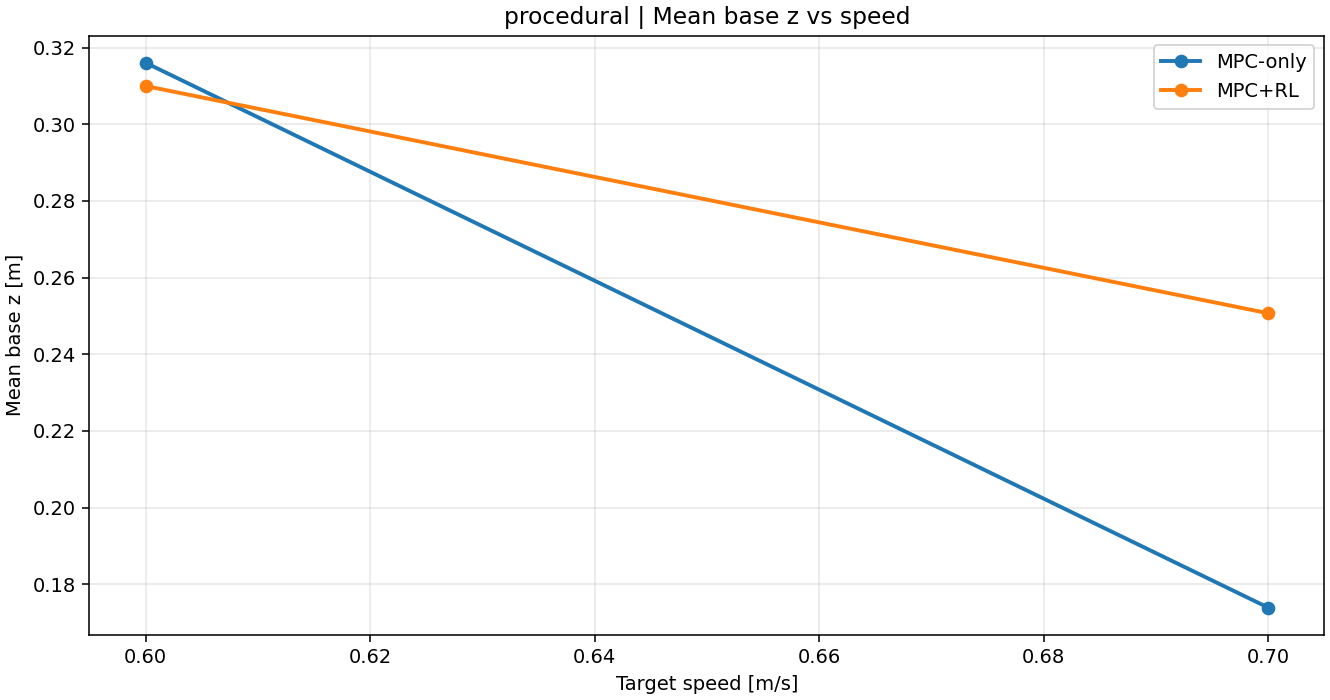 procedural | Mean base z vs speed
MPC-only
MPC+RL
Mean base z [m]
0.32
0.30
0.28
0.26
0.24
0.22
0.20
0.18
0.60
0.62
0.64
0.66
0.68
0.70
Target speed [m/s]